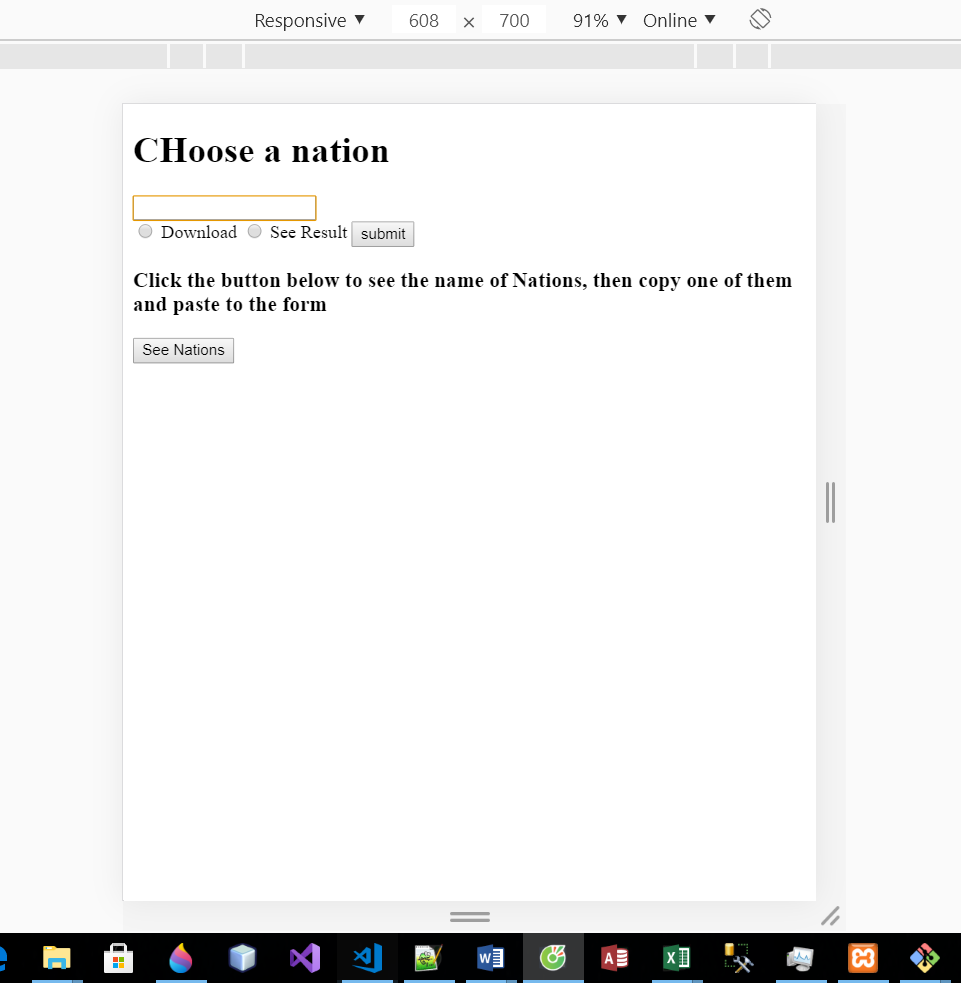 Responsive ▼ 608 × 700 91% ▼ Online ▼
CHoose a nation
Download See Result submit
Click the button below to see the name of Nations, then copy one of them
and paste to the form
See Nations